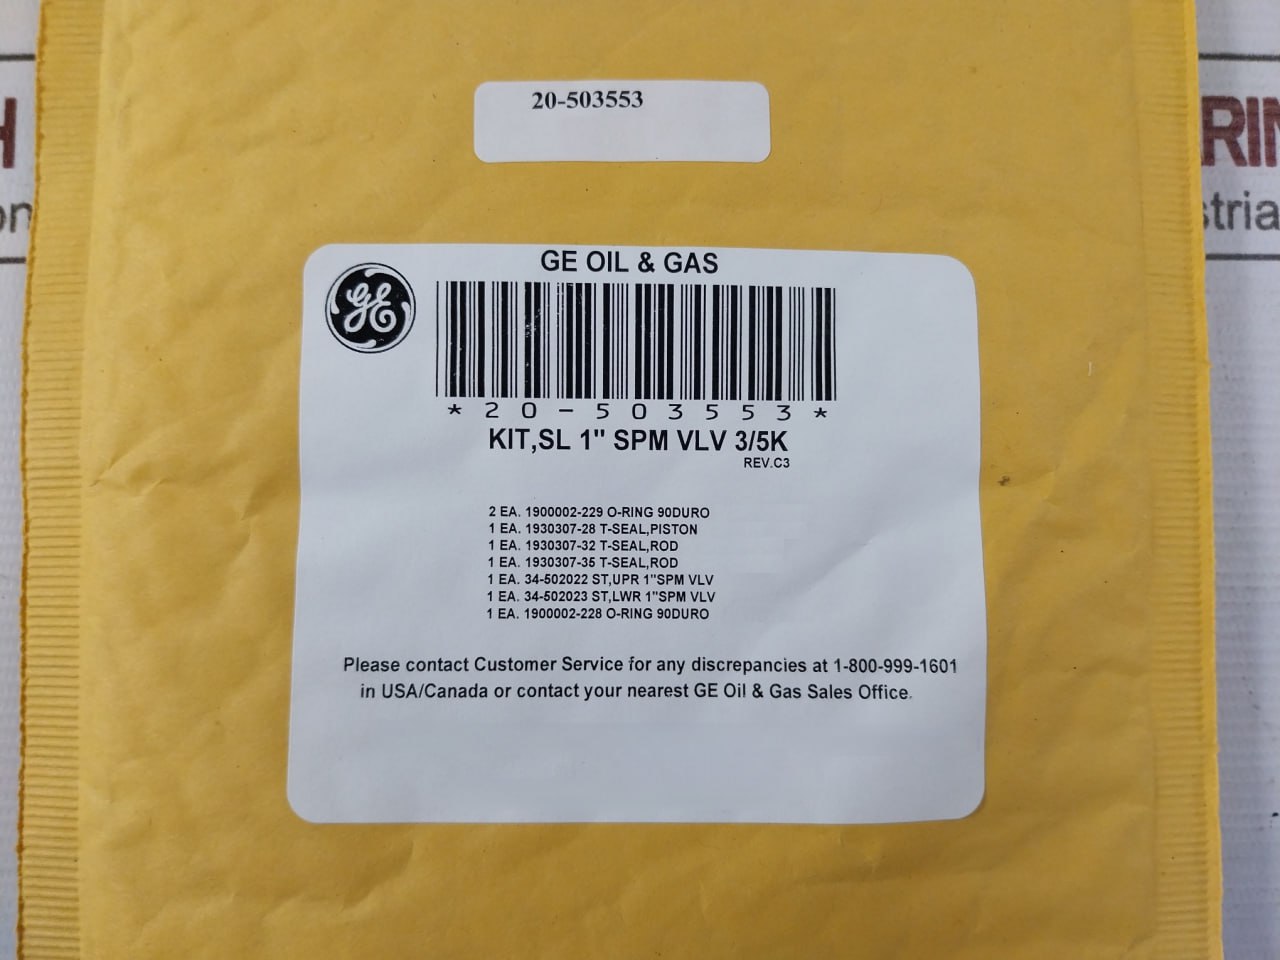 20-503553
GE OIL & GAS
GE
*20-503553*
KIT,SL 1" SPM VLV 3/5K
REV.C3
2 EA. 1900002-229 O-RING 90DURO
1 EA. 1930307-28 T-SEAL,PISTON
1 EA. 1930307-32 T-SEAL,ROD
1 EA. 1930307-35 T-SEAL,ROD
1 EA. 34-502022 ST,UPR 1"SPM VLV
1 EA. 34-502023 ST,LWR 1"SPM VLV
1 EA. 1900002-228 O-RING 90DURO
Please contact Customer Service for any discrepancies at 1-800-999-1601
in USA/Canada or contact your nearest GE Oil & Gas Sales Office.